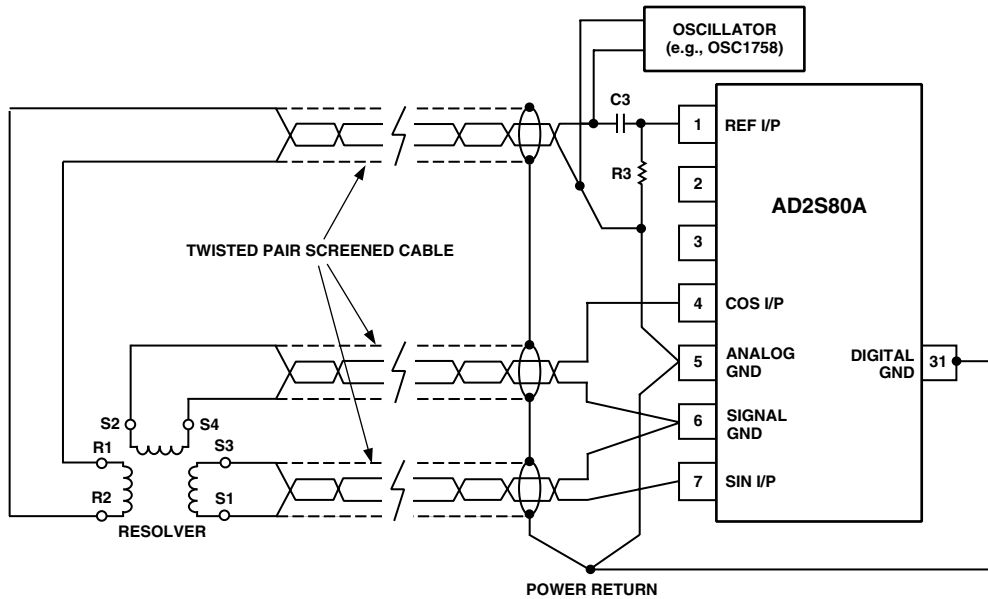 OSCILLATOR
(e.g., OSC1758)
C3
1
REF I/P
R3
2
AD2S80A
3
TWISTED PAIR SCREENED CABLE
4
COS I/P
5
ANALOG
GND
DIGITAL
GND
31
S2
S4
6
SIGNAL
GND
R1
S3
7
SIN I/P
R2
S1
RESOLVER
POWER RETURN